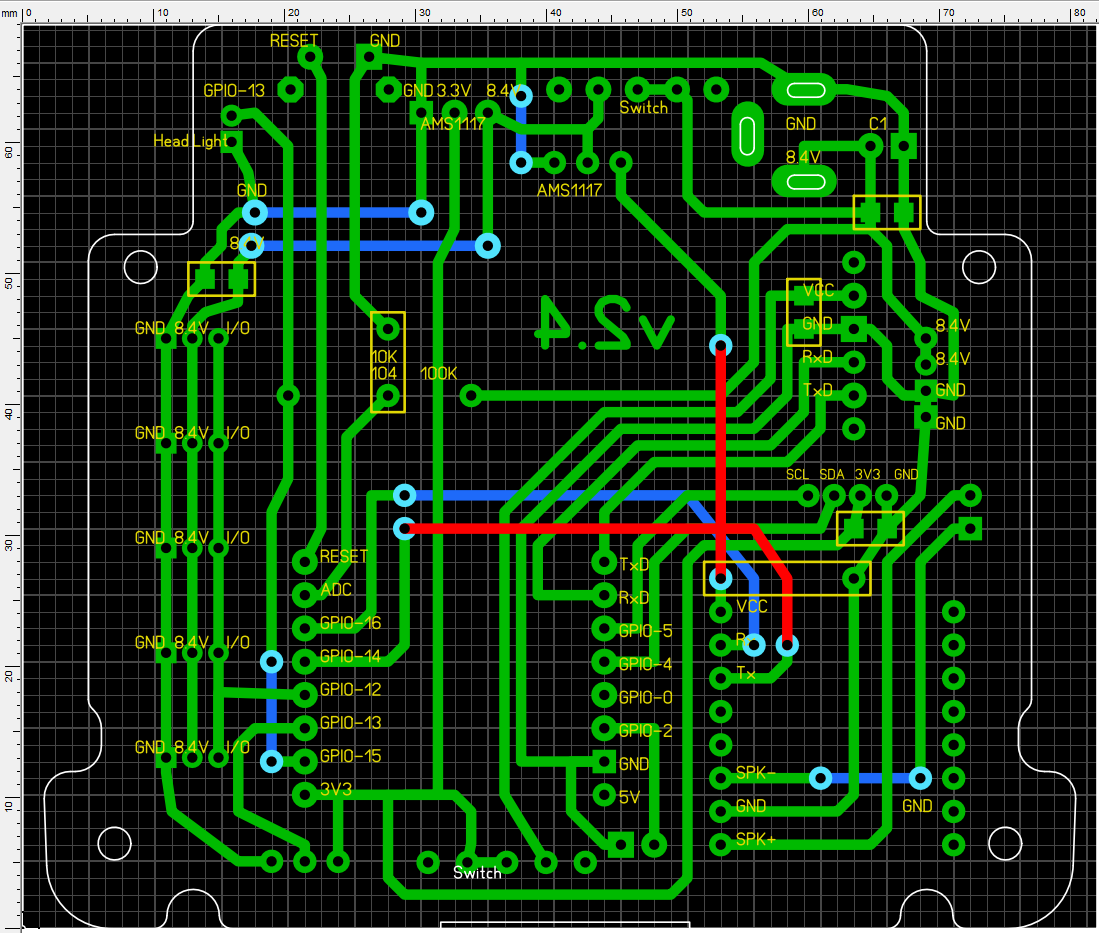 mm 0 10 20 30 40 50 60 70 80
RESET GND
GPIO-13 GND 3.3V 8.4V
Switch
AMS1117 GND C1
Head Light
60
8.4V
GND AMS1117
8.4V
50
VCC
v2.4
GND 8.4V I/O GND 8.4V
10K RxD 8.4V
104 100K
TxD GND
40
GND
GND 8.4V I/O
SCL SDA 3V3 GND
30
GND 8.4V I/O
RESET TxD
ADC RxD
VCC
GPIO-16 GPIO-5
GND 8.4V I/O
GPIO-14 GPIO-4
20
Tx
GPIO-12 GPIO-0
GPIO-13 GPIO-2
GND 8.4V I/O
GPIO-15 GND SPK-
3V3 5V
10
GND GND
SPK+
Switch